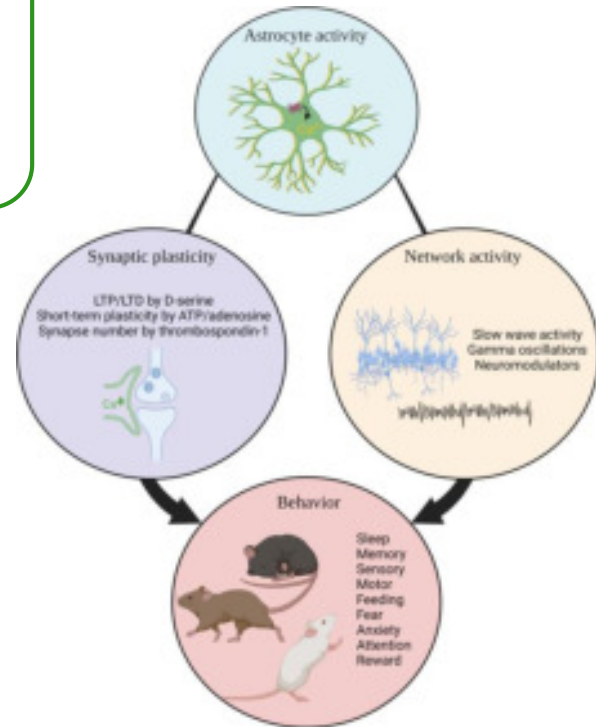 Astrocyte activity
Synaptic plasticity
LTP/LTD by D-serine
Short-term plasticity by ATP/adenosine
Synapse number by thrombospondin-1
Network activity
Slow wave activity
Gamma oscillations
Neuromodulators
Behavior
Sleep
Memory
Sensory
Motor
Feeding
Fear
Anxiety
Attention
Reward